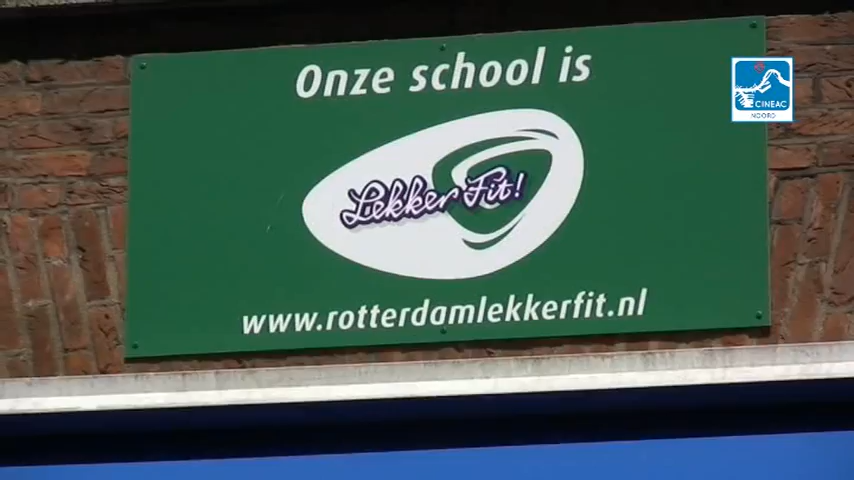 Onze school is
CINEAC
NOORD
Lekker Fit!
www.rotterdamlekkerfit.nl